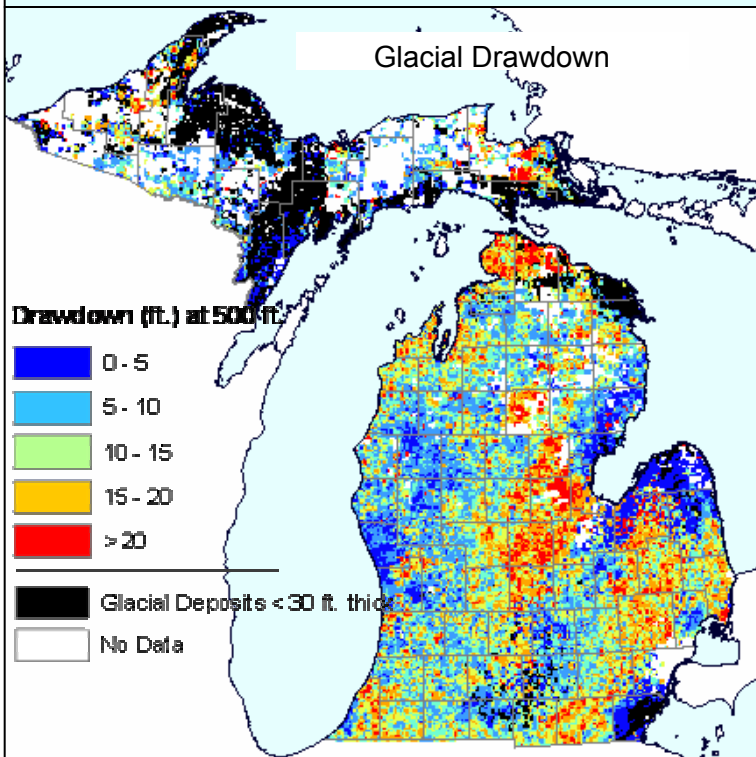 Glacial Drawdown
Drawdown (ft.) at 500 ft.
0 - 5
5 - 10
10 - 15
15 - 20
>20
Glacial Deposits < 30 ft. thick
No Data